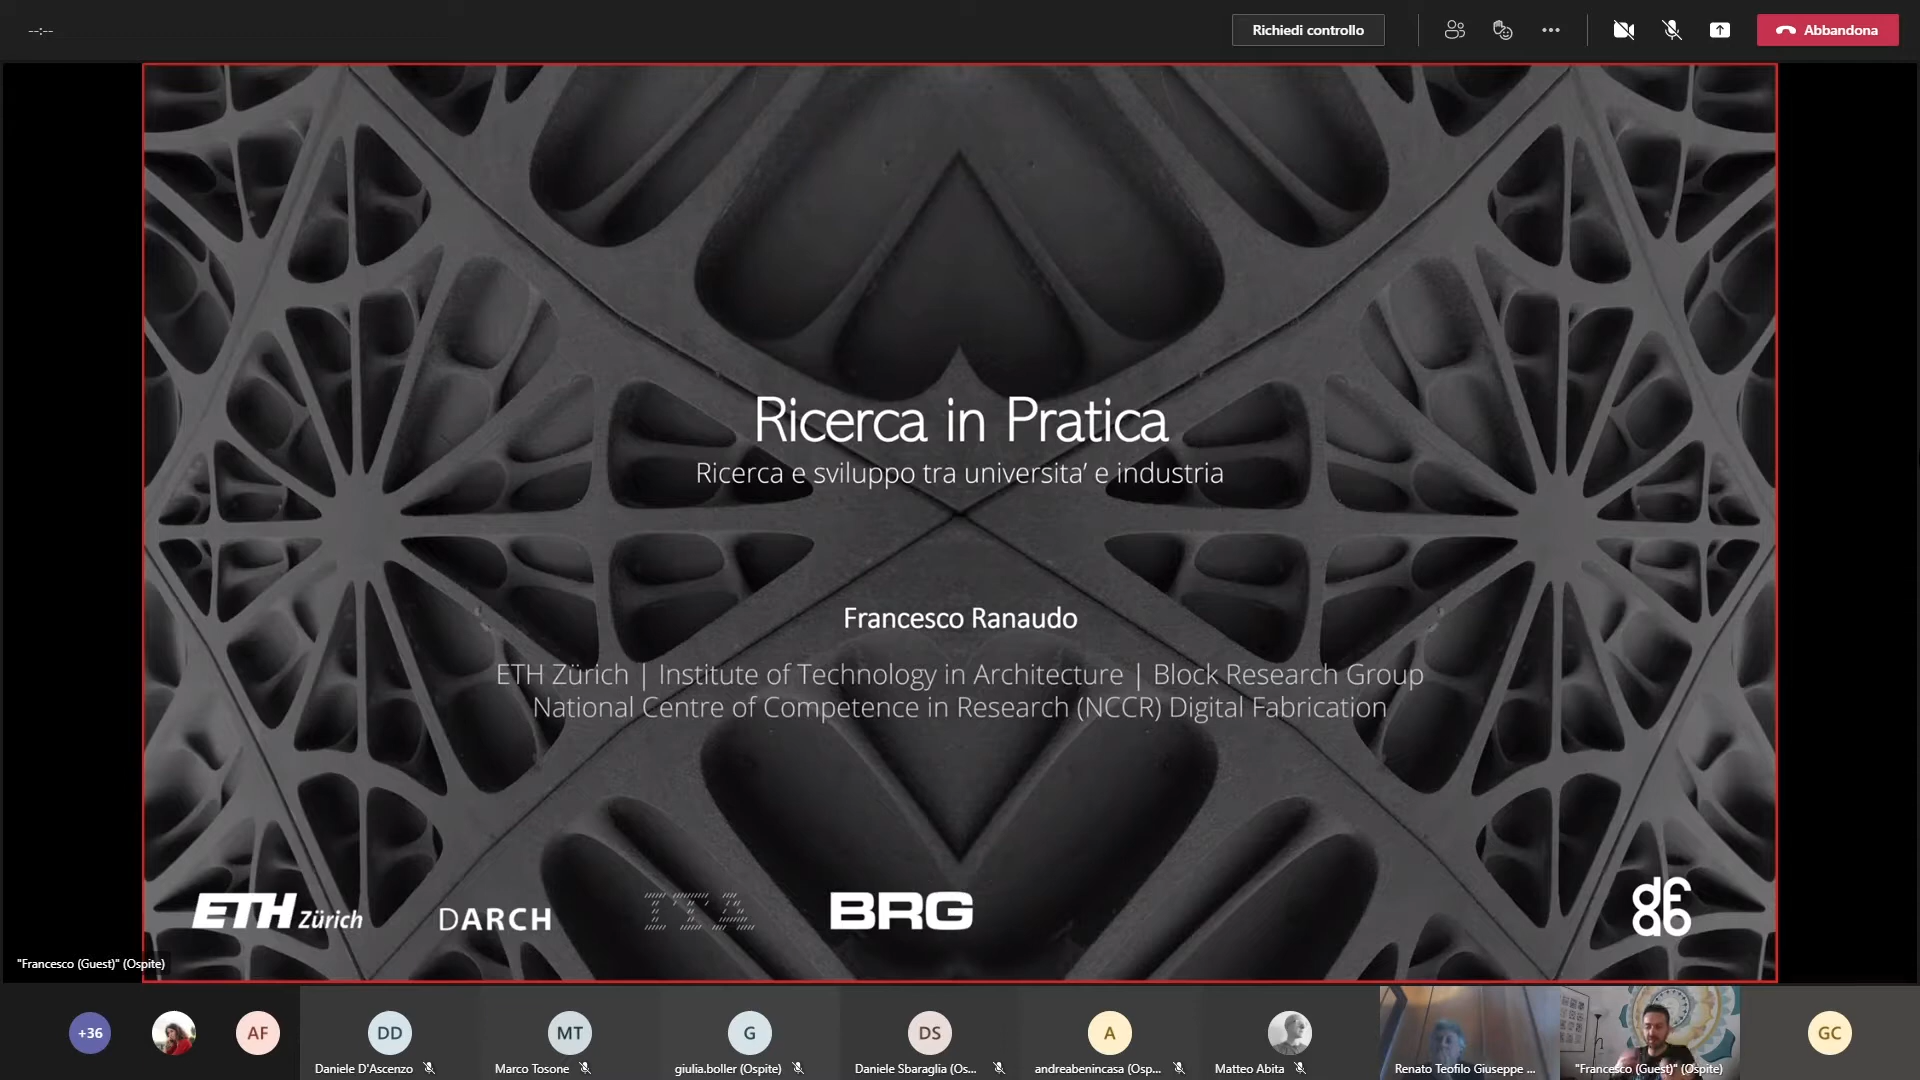 --:--
Richiedi controllo
Abbandona
Ricerca in Pratica
Ricerca e sviluppo tra universita' e industria
Francesco Ranaudo
ETH Zürich | Institute of Technology in Architecture | Block Research Group
National Centre of Competence in Research (NCCR) Digital Fabrication
ETH Zürich
DARCH
ITA
BRG
dfab
"Francesco (Guest)" (Ospite)
+36
AF
DD
MT
G
DS
A
GC
Daniele D'Ascenzo
Marco Tosone
giulia.boller (Ospite)
Daniele Sbaraglia (Os...
andreabenincasa (Osp...
Matteo Abita
Renato Teofilo Giuseppe ...
"Francesco (Guest)" (Ospite)